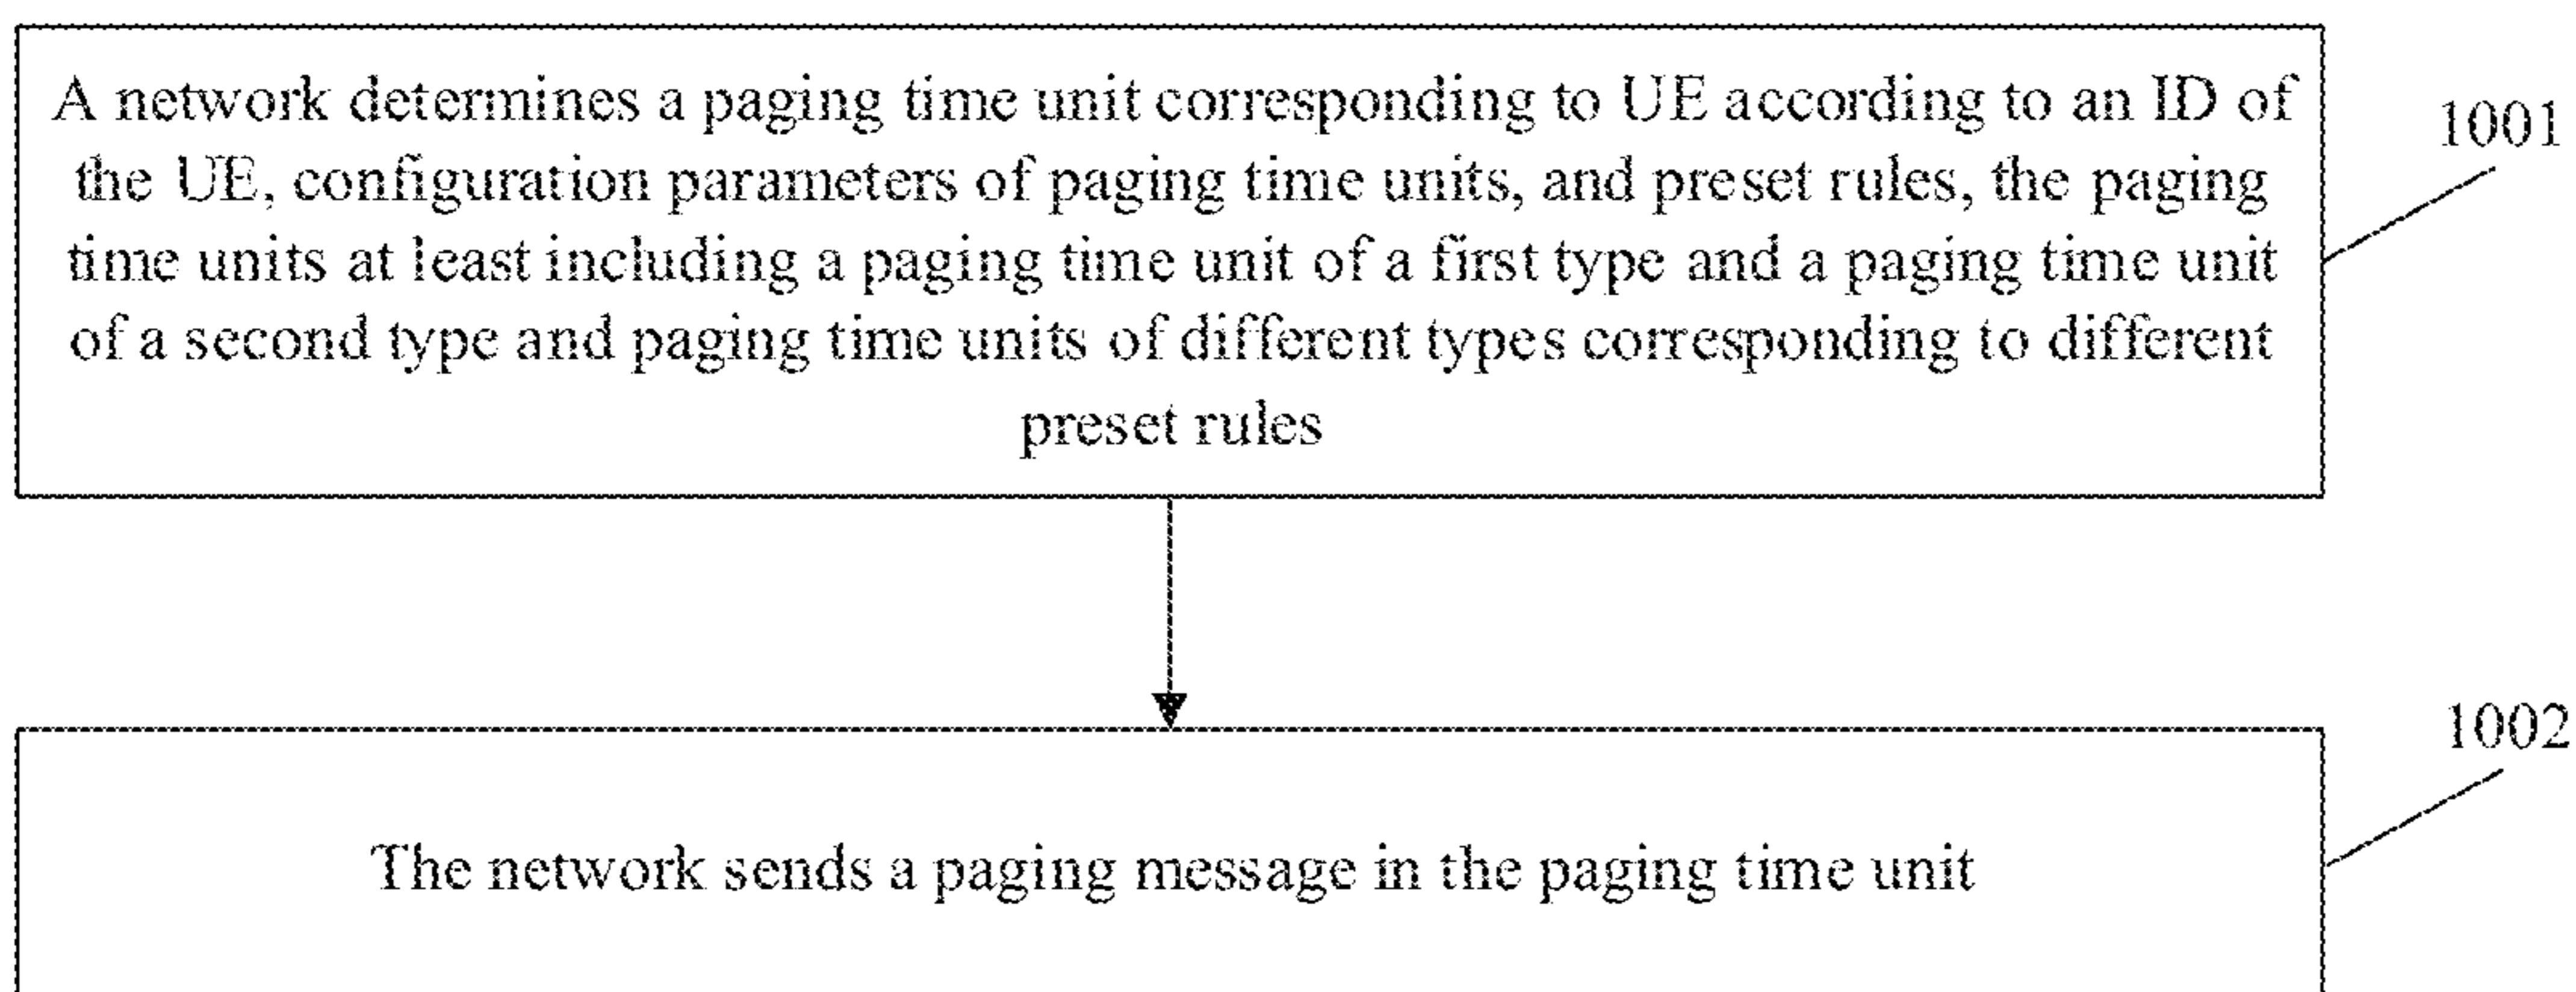 A network determines a paging time unit corresponding to UE according to an ID of
1001
the UE, configuration parameters of paging time units, and preset rules, the paging
time units at least including a paging time unit of a first type and a paging time unit
of a second type and paging time units of different types corresponding to different
preset rules
1002
The network sends a paging message in the paging time unit